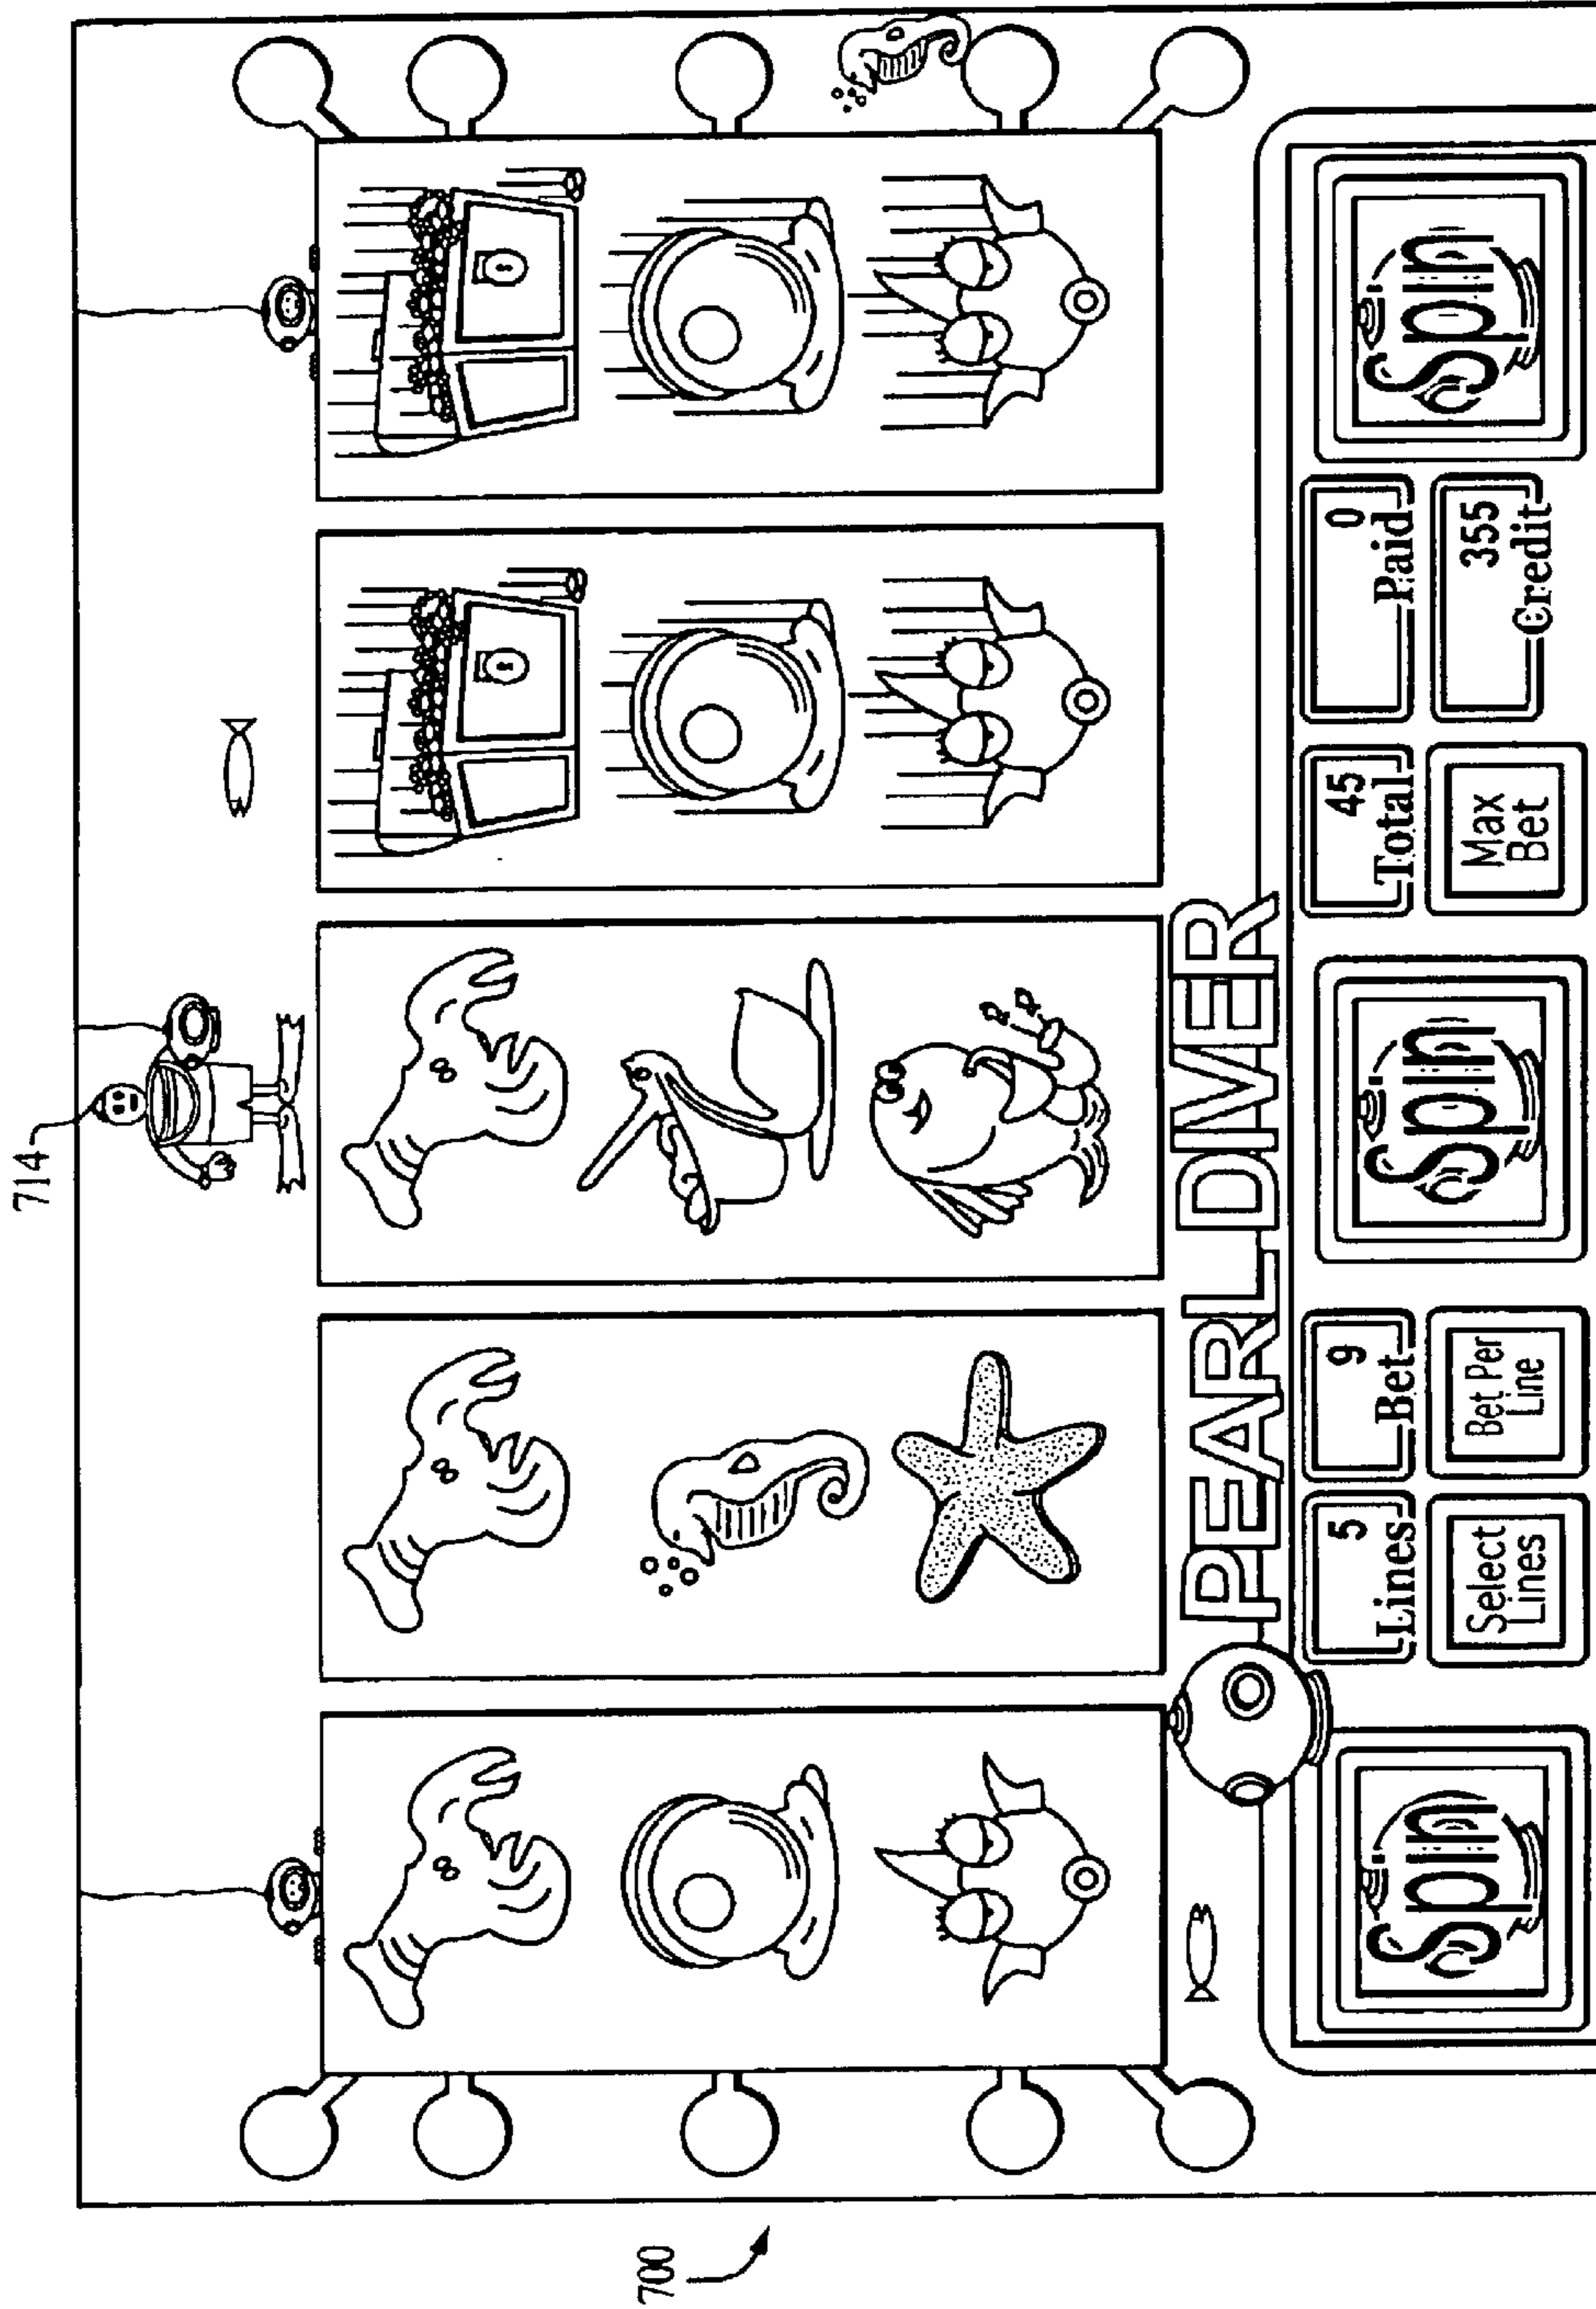 714
700
PEARL DIVER
5
Lines
9
Bet
45
Total
0
Paid
Select
Lines
Bet Per
Line
Max
Bet
355
Credit
Spin
Spin
Spin